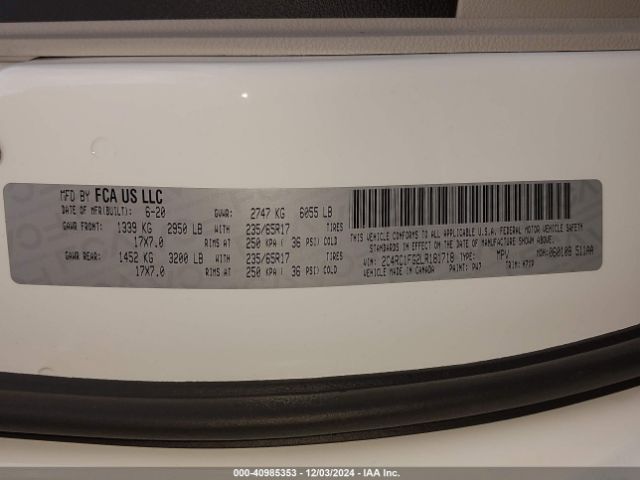 MFD BY FCA US LLC
DATE OF MFR(BUILT): 6-20 GVWR: 2747 KG 6055 LB
GAWR FRONT: 1339 KG 2950 LB WITH 235/65R17 TIRES
17X7.0 RIMS AT 250 KPA ( 36 PSI) COLD
GAWR REAR: 1452 KG 3200 LB WITH 235/65R17 TIRES
17X7.0 RIMS AT 250 KPA ( 36 PSI) COLD
THIS VEHICLE CONFORMS TO ALL APPLICABLE U.S.A. FEDERAL MOTOR VEHICLE SAFETY
STANDARDS IN EFFECT ON THE DATE OF MANUFACTURE SHOWN ABOVE.
VIN: 2C4RC1FG2LR181718 TYPE: MPV MDH:060108 511AA
MADE IN CANADA PAINT: PW7 TRIM:
000-40985353 - 12/03/2024 - IAA Inc.